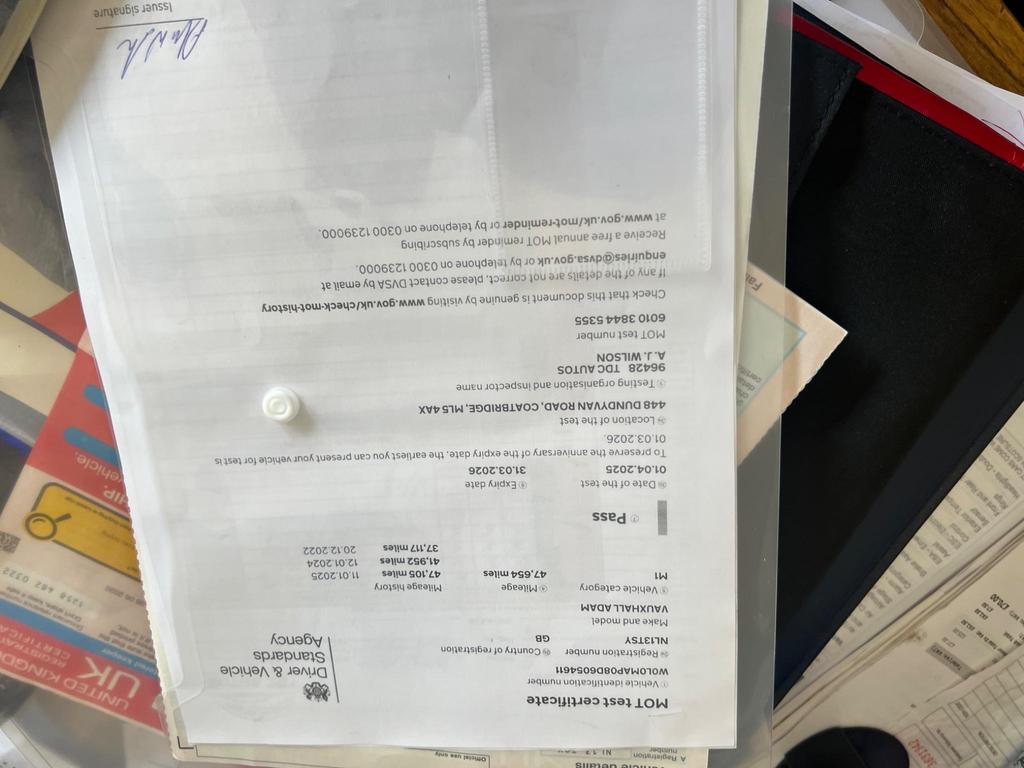 MOT test certificate
① Vehicle identification number
W0L0MAP08D6054611
Driver & Vehicle
Standards
Agency
Registration number
NL13TSY
Country of registration
GB
Make and model
VAUXHALL ADAM
Vehicle category
M1
Mileage
47,654 miles
Mileage history
47,105 miles 11.01.2025
41,952 miles 12.01.2024
37,117 miles 20.12.2022
⑦ Pass
Date of the test
01.04.2025
Expiry date
31.03.2026
To preserve the anniversary of the expiry date, the earliest you can present your vehicle for test is
01.03.2026.
Location of the test
448 DUNDYVAN ROAD, COATBRIDGE, ML5 4AX
Testing organisation and inspector name
96428 TDC AUTOS
A. J. WILSON
MOT test number
6010 3844 5355
Check that this document is genuine by visiting www.gov.uk/check-mot-history
If any of the details are not correct, please contact DVSA by email at
enquiries@dvsa.gov.uk or by telephone on 0300 1239000.
Receive a free annual MOT reminder by subscribing
at www.gov.uk/mot-reminder or by telephone on 0300 1239000.
Issuer signature
UNITED KINGDO
UK
REGISTRAT
CERTIFICA
Official use only
A Registration
number